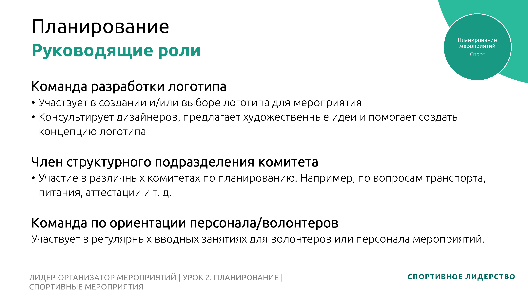 Планирование
Руководящие роли
Планирование
мероприятий
Спорт
Команда разработки логотипа
• Участвует в создании и/или выборе логотипа для мероприятия
• Консультирует дизайнеров, предлагает художественные идеи и помогает создать
концепцию логотипа
Член структурного подразделения комитета
• Участие в различных комитетах по планированию. Например, по вопросам транспорта,
питания, аттестации и т. д.
Команда по ориентации персонала/волонтеров
Участвует в регулярных вводных занятиях для волонтеров или персонала мероприятий.
ЛИДЕР-ОРГАНИЗАТОР МЕРОПРИЯТИЙ | УРОК 2. ПЛАНИРОВАНИЕ |
СПОРТИВНЫЕ МЕРОПРИЯТИЯ
СПОРТИВНОЕ ЛИДЕРСТВО